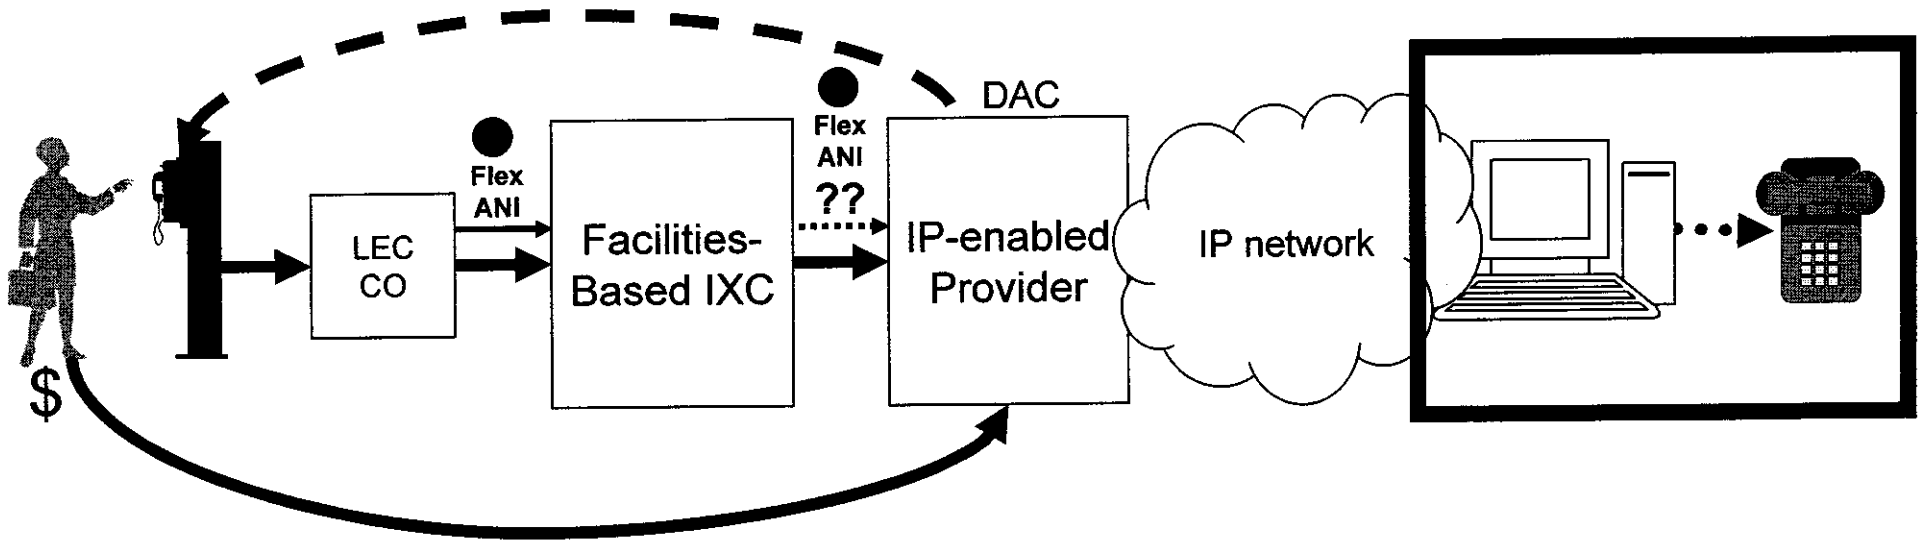 DAC
Flex
ANI
??
Flex
ANI
LEC
CO
Facilities-
Based IXC
IP-enabled
Provider
IP network
$